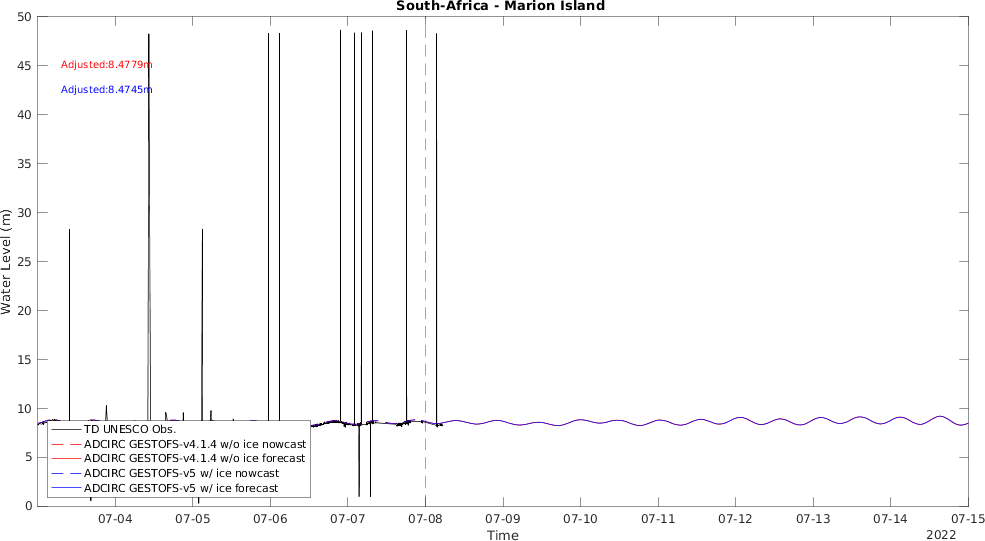 South-Africa - Marion Island
50
45
40
35
30
25
20
15
10
5
0
Water Level (m)
Adjusted:8.4779m
Adjusted:8.4745m
TD UNESCO Obs.
ADCIRC GESTOFS-v4.1.4 w/o ice nowcast
ADCIRC GESTOFS-v4.1.4 w/o ice forecast
ADCIRC GESTOFS-v5 w/ ice nowcast
ADCIRC GESTOFS-v5 w/ ice forecast
07-04 07-05 07-06 07-07 07-08 07-09 07-10 07-11 07-12 07-13 07-14 07-15
Time
2022